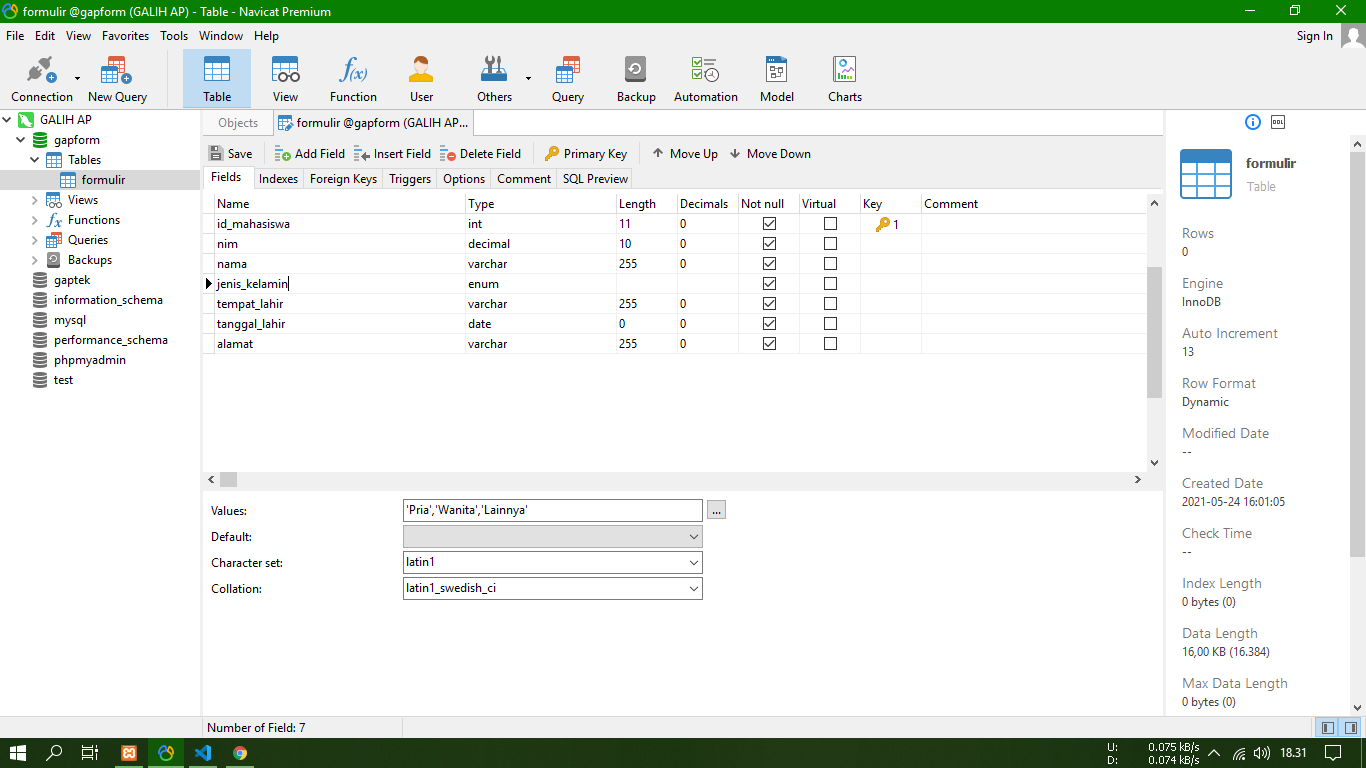 formulir @gapform (GALIH AP) - Table - Navicat Premium
File Edit View Favorites Tools Window Help Sign In
Connection New Query Table View Function User Others Query Backup Automation Model Charts
GALIH AP
gapform
Tables
formulir
Views
Functions
Queries
Backups
gaptek
information_schema
mysql
performance_schema
phpmyadmin
test
Objects formulir @gapform (GALIH AP...
Save Add Field Insert Field Delete Field Primary Key Move Up Move Down
Fields Indexes Foreign Keys Triggers Options Comment SQL Preview
Name Type Length Decimals Not null Virtual Key Comment
id_mahasiswa int 11 0 1
nim decimal 10 0
nama varchar 255 0
jenis_kelamin enum
tempat_lahir varchar 255 0
tanggal_lahir date 0 0
alamat varchar 255 0
Values: 'Pria','Wanita','Lainnya' ...
Default:
Character set: latin1
Collation: latin1_swedish_ci
Number of Field: 7
DDL
formulir
Table
Rows
0
Engine
InnoDB
Auto Increment
13
Row Format
Dynamic
Modified Date
--
Created Date
2021-05-24 16:01:05
Check Time
--
Index Length
0 bytes (0)
Data Length
16,00 KB (16.384)
Max Data Length
0 bytes (0)
U: 0.075 kB/s
D: 0.074 kB/s
18.31